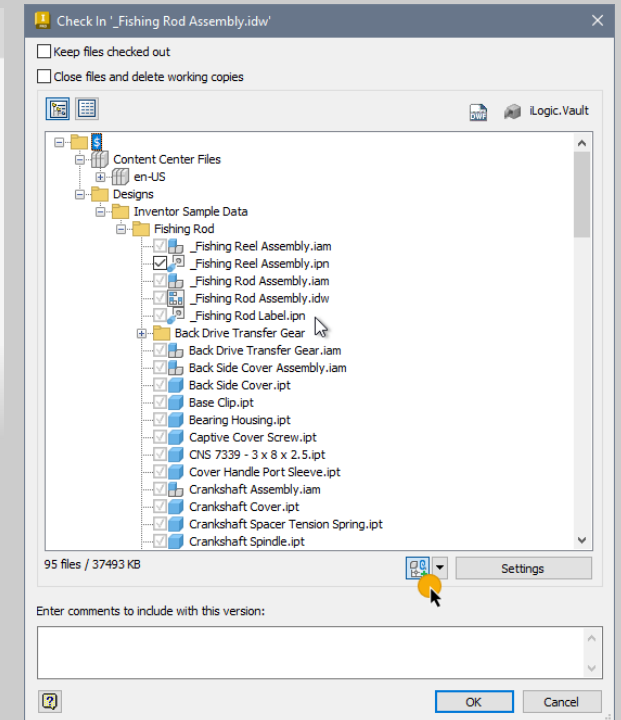 Check In '_Fishing Rod Assembly.idw'
Keep files checked out
Close files and delete working copies
iLogic.Vault
$
Content Center Files
en-US
Designs
Inventor Sample Data
Fishing Rod
_Fishing Reel Assembly.iam
_Fishing Reel Assembly.ipn
_Fishing Rod Assembly.iam
_Fishing Rod Assembly.idw
_Fishing Rod Label.ipn
Back Drive Transfer Gear
Back Drive Transfer Gear.iam
Back Side Cover Assembly.iam
Back Side Cover.ipt
Base Clip.ipt
Bearing Housing.ipt
Captive Cover Screw.ipt
CNS 7339 - 3 x 8 x 2.5.ipt
Cover Handle Port Sleeve.ipt
Crankshaft Assembly.iam
Crankshaft Cover.ipt
Crankshaft Spacer Tension Spring.ipt
Crankshaft Spindle.ipt
95 files / 37493 KB
Settings
Enter comments to include with this version:
OK
Cancel